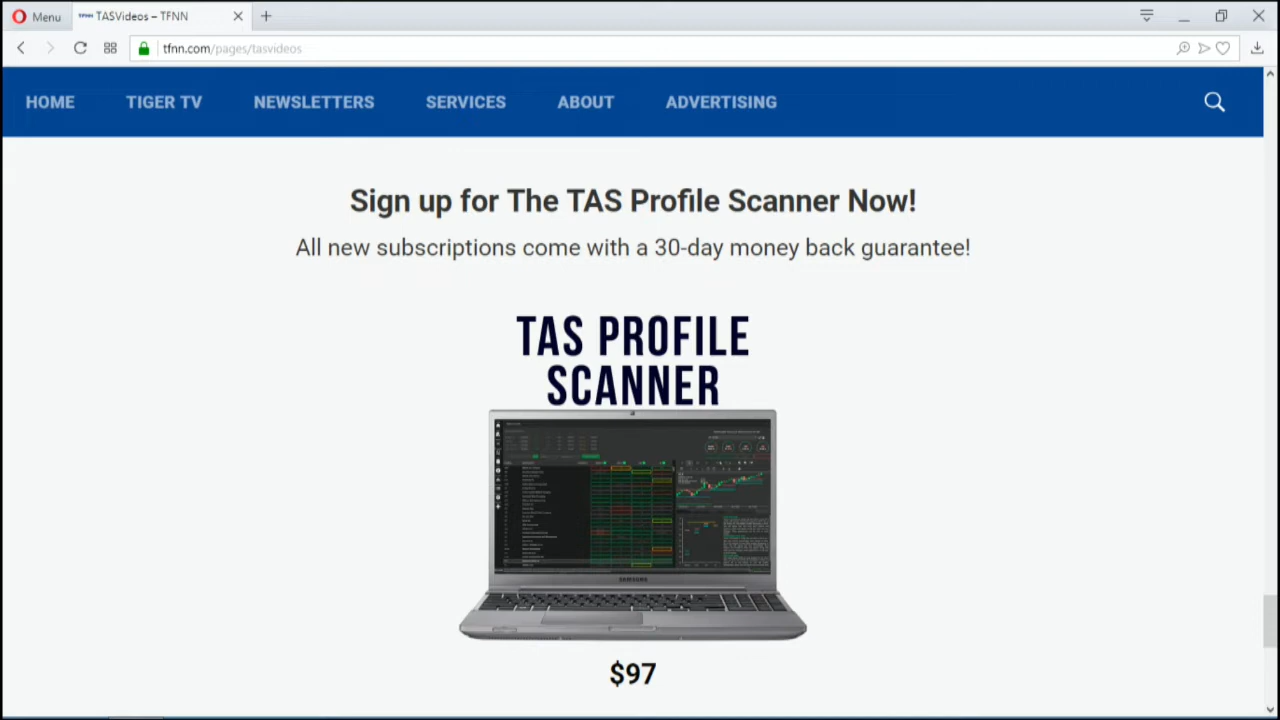 Menu
TFNN
TASVideos – TFNN
tfnn.com/pages/tasvideos
HOME
TIGER TV
NEWSLETTERS
SERVICES
ABOUT
ADVERTISING
Sign up for The TAS Profile Scanner Now!
All new subscriptions come with a 30-day money back guarantee!
TAS PROFILE
SCANNER
SAMSUNG
$97